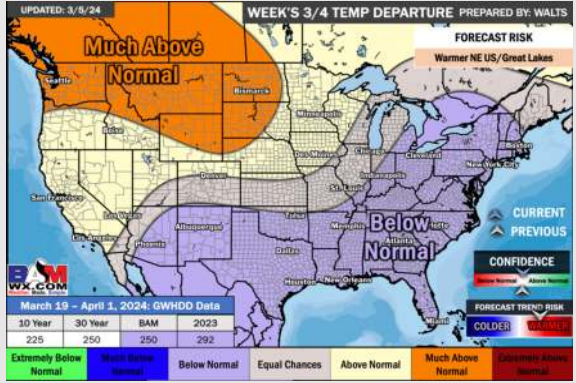 UPDATED: 3/5/24
WEEK'S 3/4 TEMP DEPARTURE PREPARED BY: WALTS
FORECAST RISK
Warmer NE US/Great Lakes
Much Above
Normal
Seattle
Bismarck
Minneapolis
Boise
Boston
Des Moines
Chicago
Cleveland
New York City
Denver
Indianapolis
San Francisco
St. Louis
Las Vegas
CURRENT
PREVIOUS
Tulsa
Albuquerque
Memphis
Below
Normal
lotte
Los Angeles
Phoenix
Atlanta
Dallas
CONFIDENCE
Below Normal
Above Normal
BAM
WX.COM
Houston
New Orleans
FORECAST TREND RISK
COLDER
WARMER
Miami
March 19 – April 1, 2024: GWHDD Data
10 Year 30 Year BAM 2023
225 250 250 292
Extremely Below
Normal
Much Below
Normal
Below Normal
Equal Chances
Above Normal
Much Above
Normal
Extremely Above
Normal